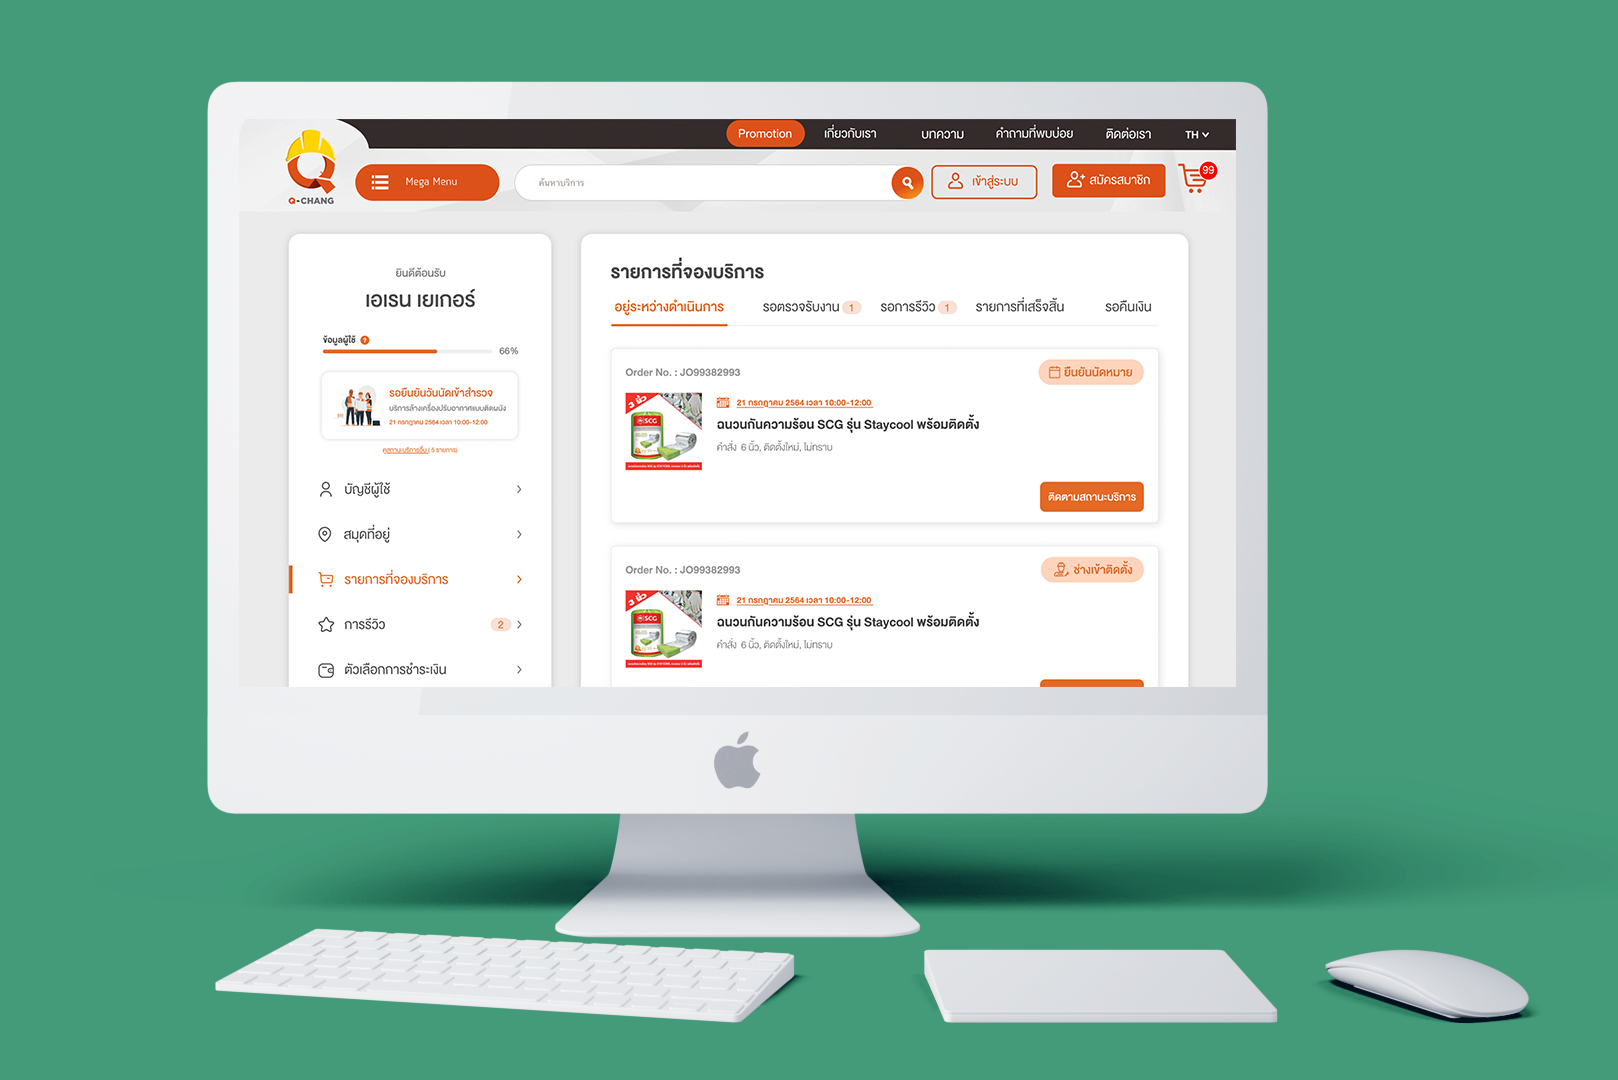 Promotion
เกี่ยวกับเรา
บทความ
คำถามที่พบบ่อย
ติดต่อเรา
TH
Q-CHANG
Mega Menu
ค้นหาบริการ
เข้าสู่ระบบ
สมัครสมาชิก
99
ยินดีต้อนรับ
เอเรน เยเกอร์
ข้อมูลผู้ใช้ ?
66%
รอยืนยันวันนัดเข้าสำรวจ
บริการล้างเครื่องปรับอากาศแบบติดผนัง
21 กรกฎาคม 2564 เวลา 10:00-12:00
ดูสถานะบริการอื่น ( 5 รายการ)
บัญชีผู้ใช้
สมุดที่อยู่
รายการที่จองบริการ
การรีวิว 2
ตัวเลือกการชำระเงิน
รายการที่จองบริการ
อยู่ระหว่างดำเนินการ
รอตรวจรับงาน 1
รอการรีวิว 1
รายการที่เสร็จสิ้น
รอคืนเงิน
Order No. : JO99382993
ยืนยันนัดหมาย
3 นิ้ว
SCG
21 กรกฎาคม 2564 เวลา 10:00-12:00
ฉนวนกันความร้อน SCG รุ่น Staycool พร้อมติดตั้ง
คำสั่ง 6 นิ้ว, ติดตั้งใหม่, ไม่ทราบ
ติดตามสถานะบริการ
Order No. : JO99382993
ช่างเข้าติดตั้ง
3 นิ้ว
SCG
21 กรกฎาคม 2564 เวลา 10:00-12:00
ฉนวนกันความร้อน SCG รุ่น Staycool พร้อมติดตั้ง
คำสั่ง 6 นิ้ว, ติดตั้งใหม่, ไม่ทราบ